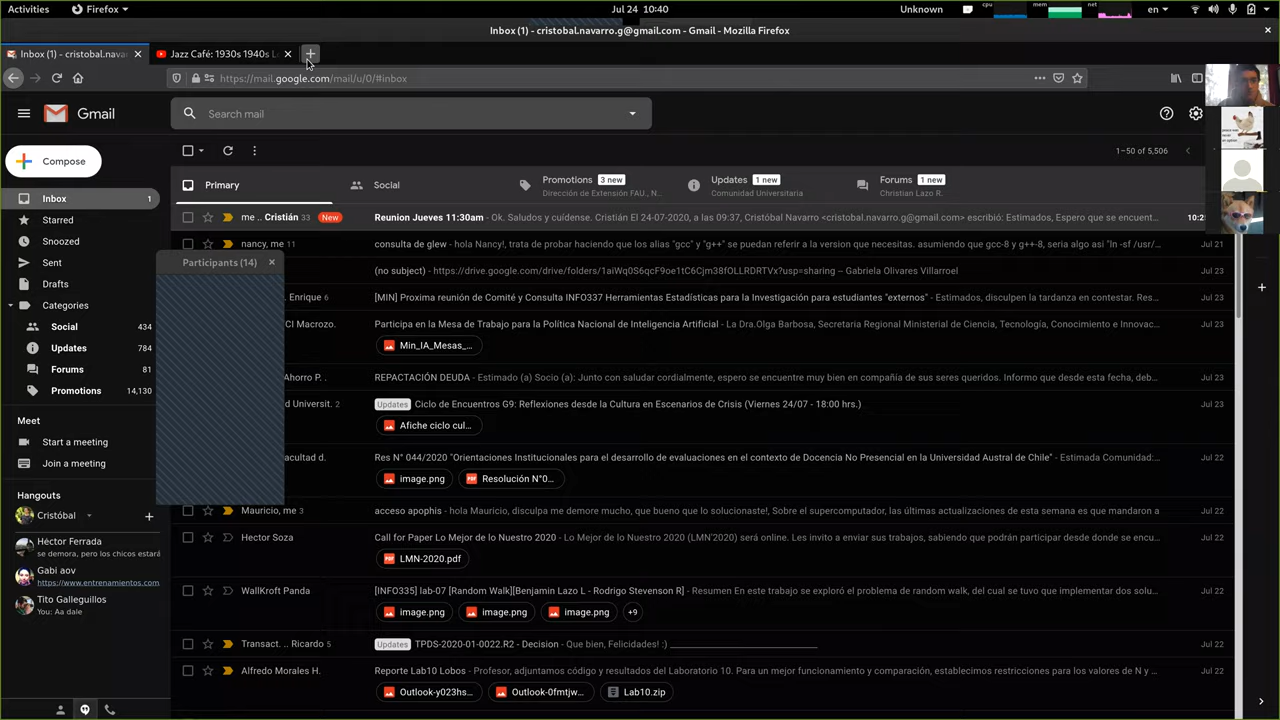 Activities Firefox Jul 24 10:40 Unknown cpu mem net en
Inbox (1) - cristobal.navarro.g@gmail.com - Gmail - Mozilla Firefox
Inbox (1) - cristobal.navar Jazz Café: 1930s 1940s L
https://mail.google.com/mail/u/0/#inbox
Gmail Search mail
Compose 1–50 of 5,506
Primary Social Promotions 3 new Updates 1 new Forums 1 new
Dirección de Extensión FAU., N... Comunidad Universitaria Christian Lazo R.
Inbox 1
Starred
Snoozed
Sent
Drafts
Categories
Social 434
Updates 784
Forums 81
Promotions 14,130
Meet
Start a meeting
Join a meeting
Hangouts
Cristóbal
Héctor Ferrada
se demora, pero los chicos estará
Gabi aov
https://www.entrenamientos.com
Tito Galleguillos
You: Aa dale
Participants (14)
me .. Cristián 33 New Reunion Jueves 11:30am - Ok. Saludos y cuídense. Cristián El 24-07-2020, a las 09:37, Cristóbal Navarro <cristobal.navarro.g@gmail.com> escribió: Estimados, Espero que se encuent... 10:2
nancy, me 11 consulta de glew - hola Nancy!, trata de probar haciendo que los alias "gcc" y "g++" se puedan referir a la version que necesitas. asumiendo que gcc-8 y g++-8, seria algo asi "ln -sf /usr/... Jul 21
(no subject) - https://drive.google.com/drive/folders/1aiWq0S6qcF9oe1tC6Cjm38fOLLRDRTVx?usp=sharing -- Gabriela Olivares Villarroel Jul 23
Enrique 6 [MIN] Proxima reunión de Comité y Consulta INFO337 Herramientas Estadísticas para la Investigación para estudiantes "externos" - Estimados, disculpen la tardanza en contestar. Res... Jul 23
CI Macrozo. Participa en la Mesa de Trabajo para la Política Nacional de Inteligencia Artificial - La Dra.Olga Barbosa, Secretaria Regional Ministerial de Ciencia, Tecnología, Conocimiento e Innovac... Jul 23
Min_IA_Mesas_...
Ahorro P. . REPACTACIÓN DEUDA - Estimado (a) Socio (a): Junto con saludar cordialmente, espero se encuentre muy bien en compañía de sus seres queridos. Informo que desde esta fecha, deb... Jul 23
d Universit. 2 Updates Ciclo de Encuentros G9: Reflexiones desde la Cultura en Escenarios de Crisis (Viernes 24/07 - 18:00 hrs.) Jul 23
Afiche ciclo cul...
acultad d. Res N° 044/2020 "Orientaciones Institucionales para el desarrollo de evaluaciones en el contexto de Docencia No Presencial en la Universidad Austral de Chile" - Estimada Comunidad:... Jul 22
image.png Resolución N°0...
Mauricio, me 3 acceso apophis - hola Mauricio, disculpa me demore mucho, que bueno que lo solucionaste!, Sobre el supercomputador, las últimas actualizaciones de esta semana es que mandaron a Jul 22
Hector Soza Call for Paper Lo Mejor de lo Nuestro 2020 - Lo Mejor de lo Nuestro 2020 (LMN'2020) será online. Les invito a enviar sus trabajos, sabiendo que podrán participar desde donde se encu... Jul 22
LMN-2020.pdf
WallKroft Panda [INFO335] lab-07 [Random Walk][Benjamin Lazo L - Rodrigo Stevenson R] - Resumen En este trabajo se exploró el problema de random walk, del cual se tuvo que implementar dos solu... Jul 22
image.png image.png image.png +9
Transact. .. Ricardo 5 Updates TPDS-2020-01-0022.R2 - Decision - Que bien, Felicidades! :) Jul 22
Alfredo Morales H. Reporte Lab10 Lobos - Profesor, adjuntamos código y resultados del Laboratorio 10. Para un mejor funcionamiento y comparación, establecimos restricciones para los valores de N y ... Jul 22
Outlook-y023hs... Outlook-0fmtjw... Lab10.zip